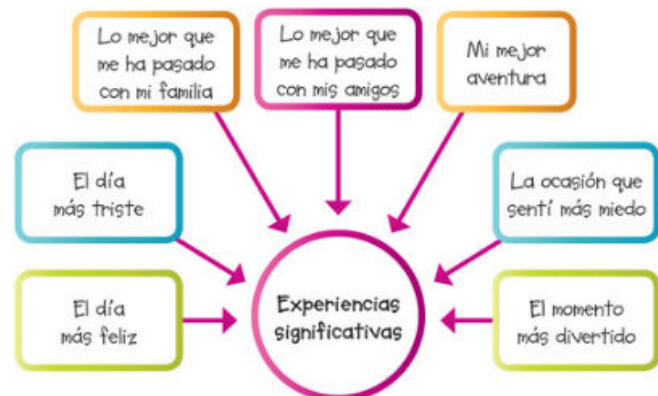 Lo mejor que
me ha pasado
con mi familia
Lo mejor que
me ha pasado
con mis amigos
Mi mejor
aventura
El día
más triste
La ocasión que
sentí más miedo
El día
más feliz
Experiencias
significativas
El momento
más divertido